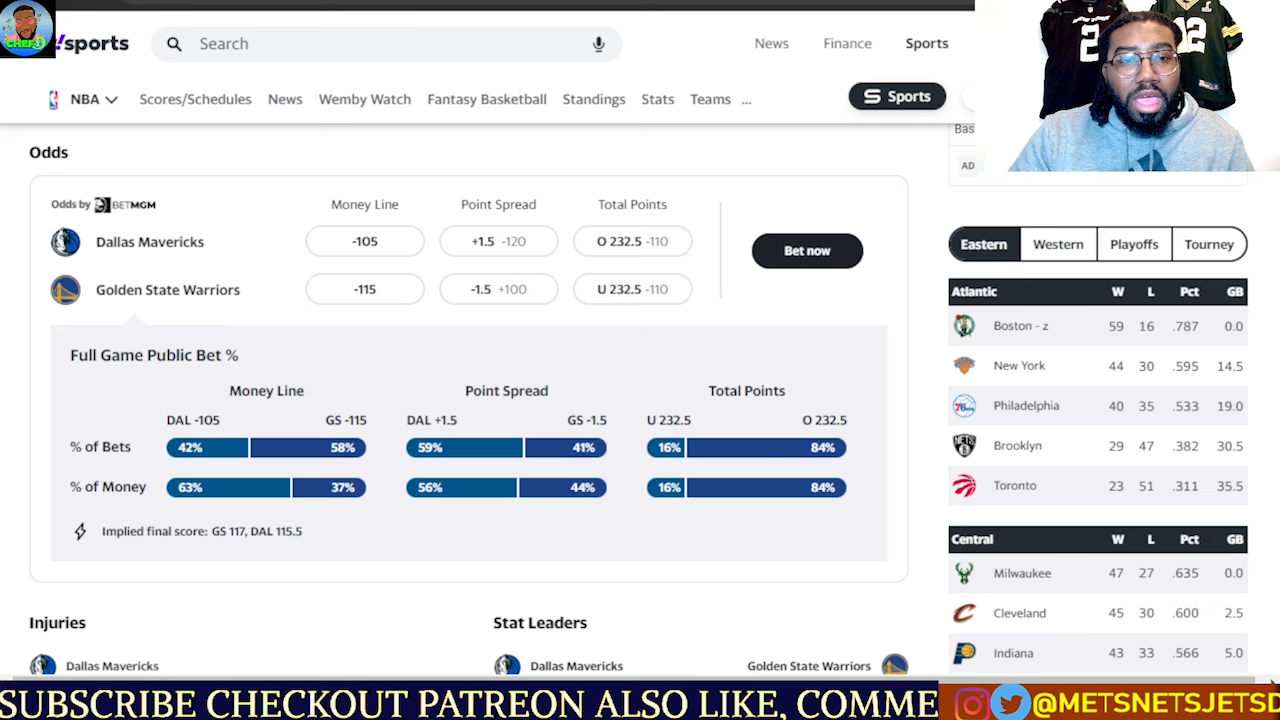 CHEF
!sports
Search
News Finance Sports
NBA Scores/Schedules News Wemby Watch Fantasy Basketball Standings Stats Teams ...
S Sports
2 12
Bas
AD
Odds
Odds by BETMGM Money Line Point Spread Total Points
Dallas Mavericks -105 +1.5 -120 O 232.5 -110
Golden State Warriors -115 -1.5 +100 U 232.5 -110
Bet now
Full Game Public Bet %
Money Line Point Spread Total Points
DAL -105 GS -115 DAL +1.5 GS -1.5 U 232.5 O 232.5
% of Bets 42% 58% 59% 41% 16% 84%
% of Money 63% 37% 56% 44% 16% 84%
Implied final score: GS 117, DAL 115.5
Injuries
Dallas Mavericks
Stat Leaders
Dallas Mavericks Golden State Warriors
Eastern Western Playoffs Tourney
Atlantic W L Pct GB
Boston - z 59 16 .787 0.0
New York 44 30 .595 14.5
Philadelphia 40 35 .533 19.0
Brooklyn 29 47 .382 30.5
Toronto 23 51 .311 35.5
Central W L Pct GB
Milwaukee 47 27 .635 0.0
Cleveland 45 30 .600 2.5
Indiana 43 33 .566 5.0
SUBSCRIBE CHECKOUT PATREON ALSO LIKE, COMME
@METSNETSJETSD